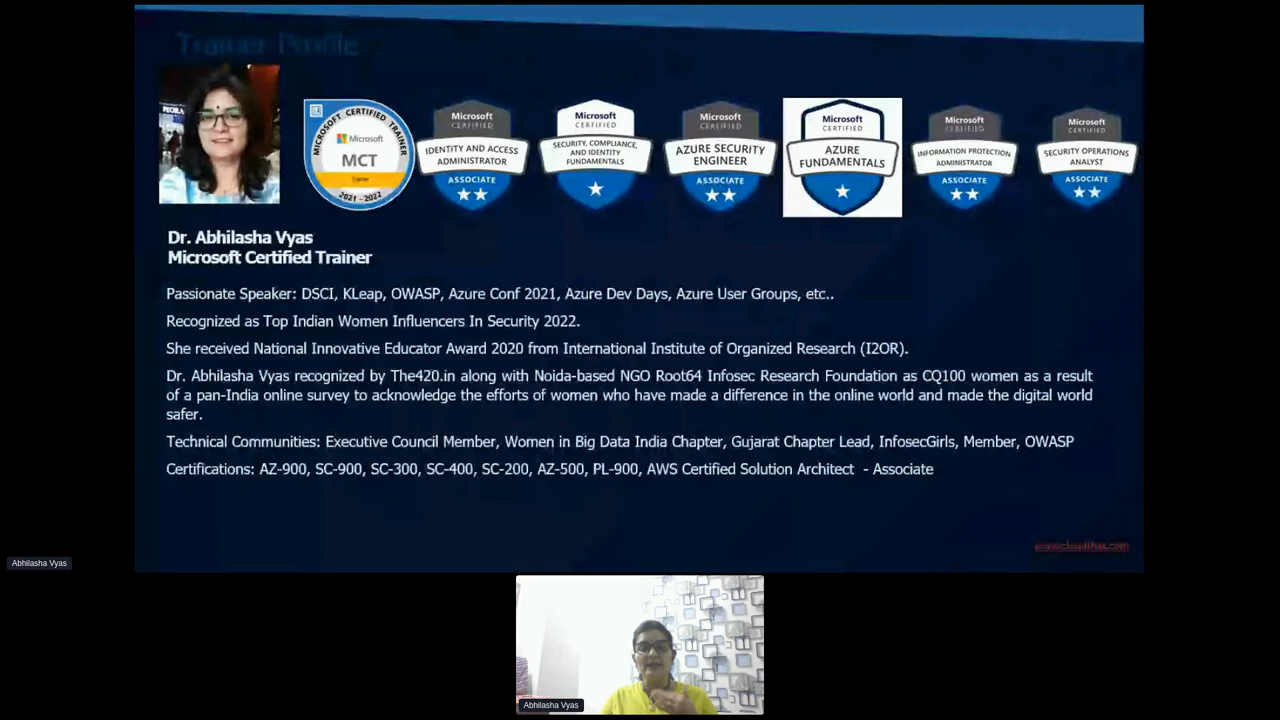 Trainer Profile
PEORA
MICROSOFT CERTIFIED TRAINER
Microsoft
MCT
Trainer
2021 - 2022
Microsoft
CERTIFIED
IDENTITY AND ACCESS
ADMINISTRATOR
ASSOCIATE
Microsoft
CERTIFIED
SECURITY, COMPLIANCE,
AND IDENTITY
FUNDAMENTALS
Microsoft
CERTIFIED
AZURE SECURITY
ENGINEER
ASSOCIATE
Microsoft
CERTIFIED
AZURE
FUNDAMENTALS
Microsoft
CERTIFIED
INFORMATION PROTECTION
ADMINISTRATOR
ASSOCIATE
Microsoft
CERTIFIED
SECURITY OPERATIONS
ANALYST
ASSOCIATE
Dr. Abhilasha Vyas
Microsoft Certified Trainer
Passionate Speaker: DSCI, KLeap, OWASP, Azure Conf 2021, Azure Dev Days, Azure User Groups, etc..
Recognized as Top Indian Women Influencers In Security 2022.
She received National Innovative Educator Award 2020 from International Institute of Organized Research (I2OR).
Dr. Abhilasha Vyas recognized by The420.in along with Noida-based NGO Root64 Infosec Research Foundation as CQ100 women as a result
of a pan-India online survey to acknowledge the efforts of women who have made a difference in the online world and made the digital world
safer.
Technical Communities: Executive Council Member, Women in Big Data India Chapter, Gujarat Chapter Lead, InfosecGirls, Member, OWASP
Certifications: AZ-900, SC-900, SC-300, SC-400, SC-200, AZ-500, PL-900, AWS Certified Solution Architect - Associate
Abhilasha Vyas
Abhilasha Vyas